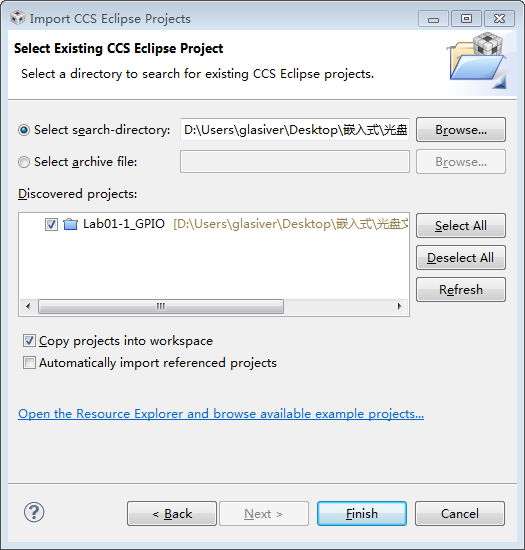 Import CCS Eclipse Projects
Select Existing CCS Eclipse Project
Select a directory to search for existing CCS Eclipse projects.
Select search-directory: D:\Users\glasiver\Desktop\嵌入式\光盘 Browse...
Select archive file: Browse...
Discovered projects:
Lab01-1_GPIO [D:\Users\glasiver\Desktop\嵌入式\光盘文 Select All
Deselect All
Refresh
Copy projects into workspace
Automatically import referenced projects
Open the Resource Explorer and browse available example projects...
? < Back Next > Finish Cancel